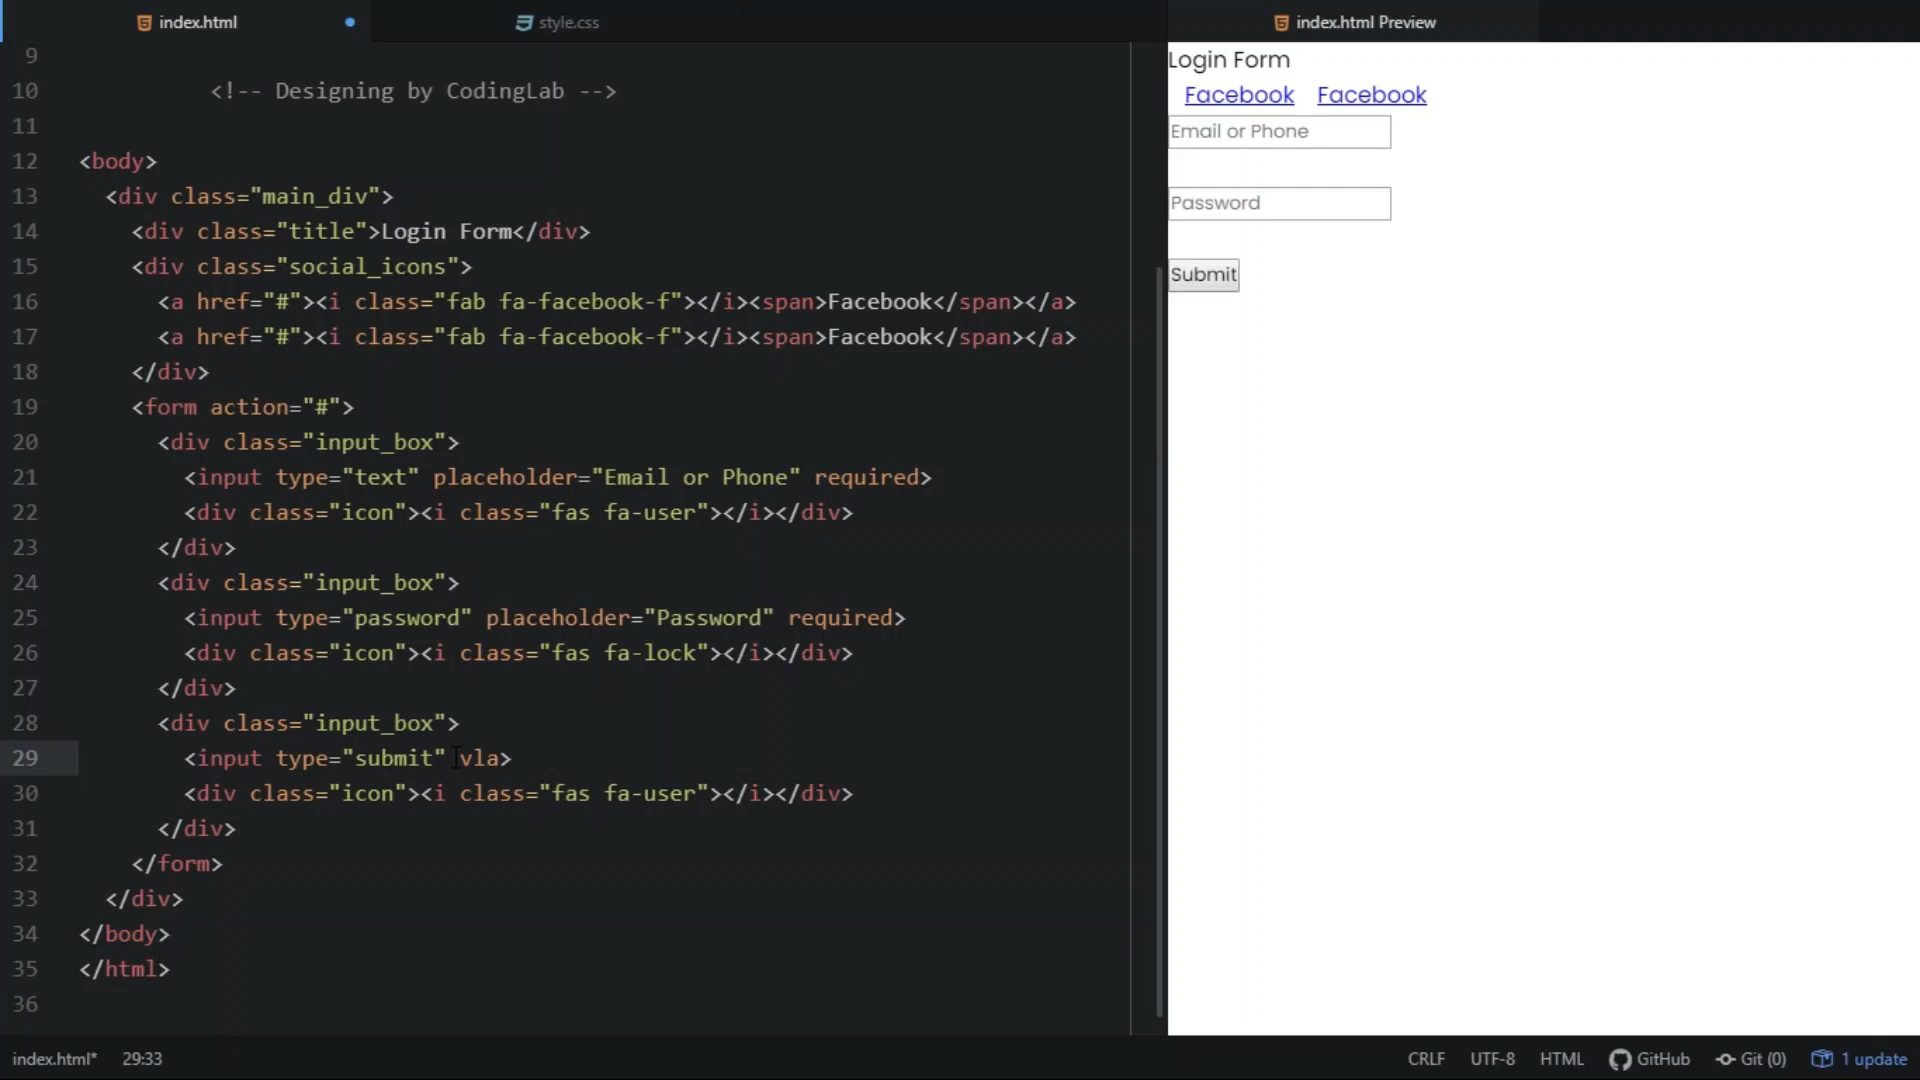 index.html
style.css
index.html Preview
9
10 <!-- Designing by CodingLab -->
11
12 <body>
13 <div class="main_div">
14 <div class="title">Login Form</div>
15 <div class="social_icons">
16 <a href="#"><i class="fab fa-facebook-f"></i><span>Facebook</span></a>
17 <a href="#"><i class="fab fa-facebook-f"></i><span>Facebook</span></a>
18 </div>
19 <form action="#">
20 <div class="input_box">
21 <input type="text" placeholder="Email or Phone" required>
22 <div class="icon"><i class="fas fa-user"></i></div>
23 </div>
24 <div class="input_box">
25 <input type="password" placeholder="Password" required>
26 <div class="icon"><i class="fas fa-lock"></i></div>
27 </div>
28 <div class="input_box">
29 <input type="submit" vla>
30 <div class="icon"><i class="fas fa-user"></i></div>
31 </div>
32 </form>
33 </div>
34 </body>
35 </html>
36
Login Form
Facebook Facebook
Email or Phone
Password
Submit
index.html* 29:33 CRLF UTF-8 HTML GitHub Git (0) 1 update